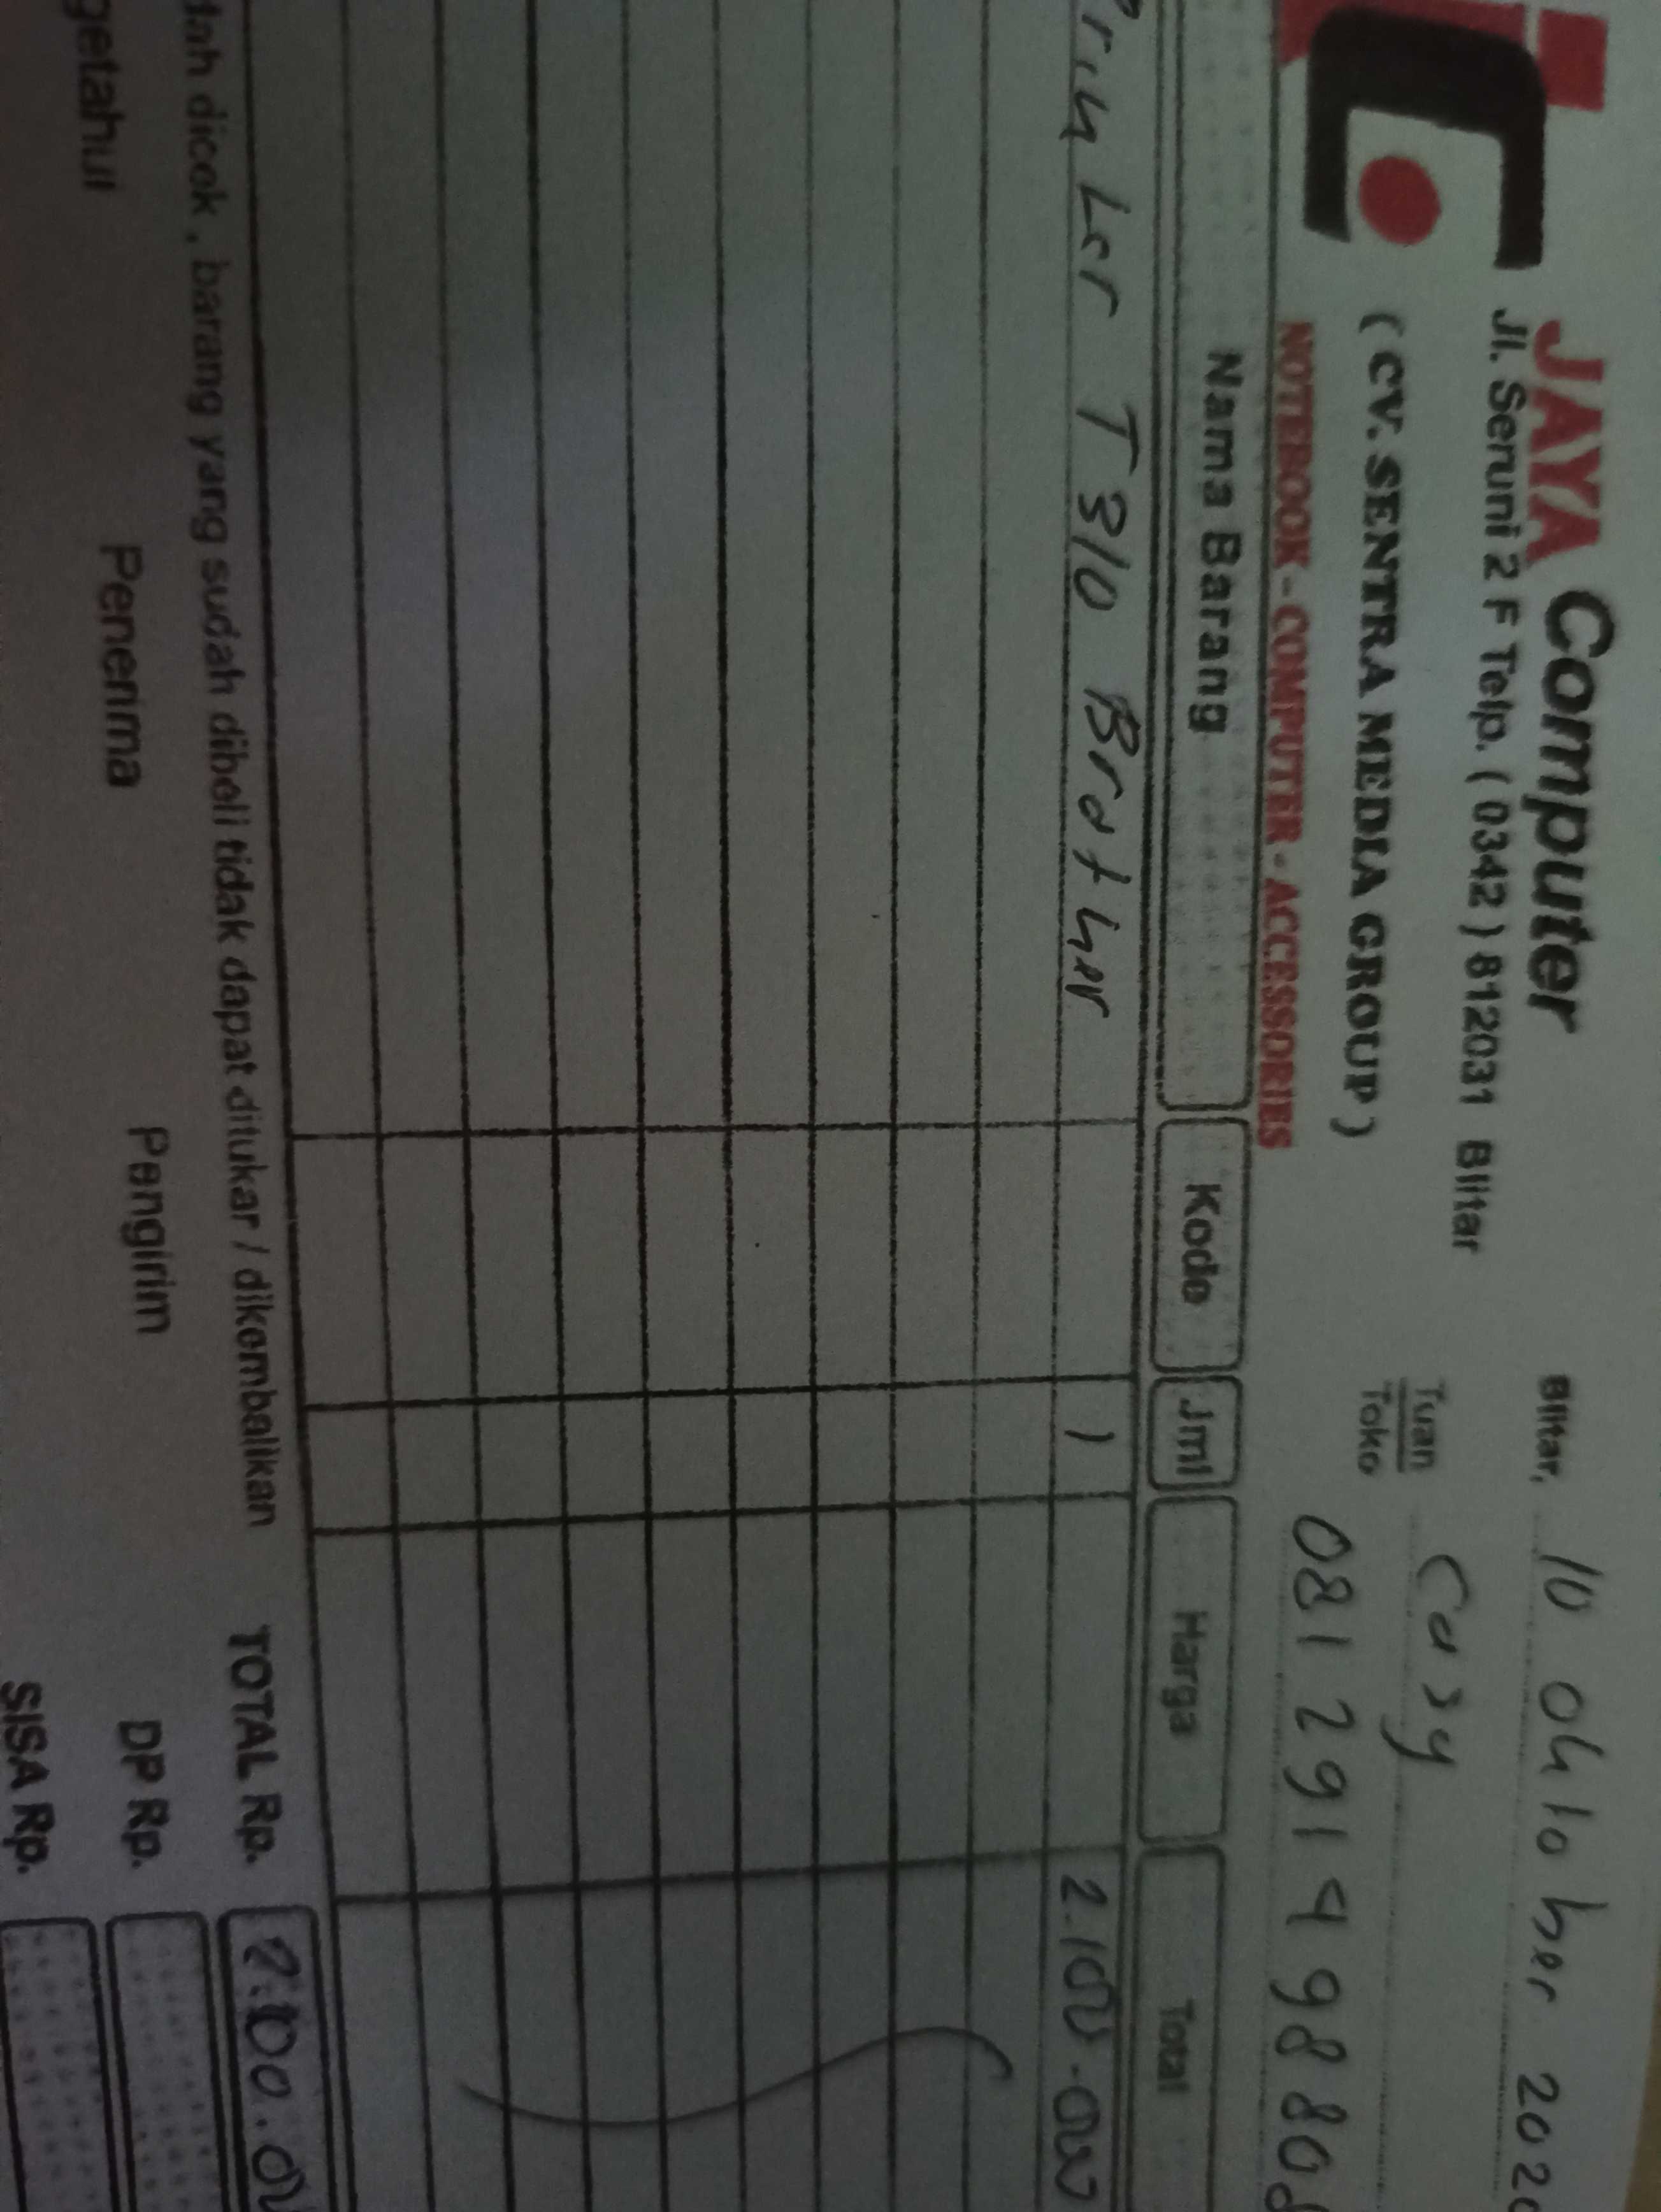 JAYA Computer
Jl. Seruni 2 F Telp. ( 0342 ) 812031 Blitar
( CV. SENTRA MEDIA GROUP )
NOTEBOOK - COMPUTER - ACCESSORIES
Blitar, 10 Oktober 202
Tuan
Toko
Nama Barang Kode Jml Harga Total
Printer T310 Brother 1 2.100.000
dah dicek , barang yang sudah dibeli tidak dapat ditukar / dikembalikan
TOTAL Rp. 2.100.0
getahui Penerima Pengirim DP Rp.
SISA Rp.